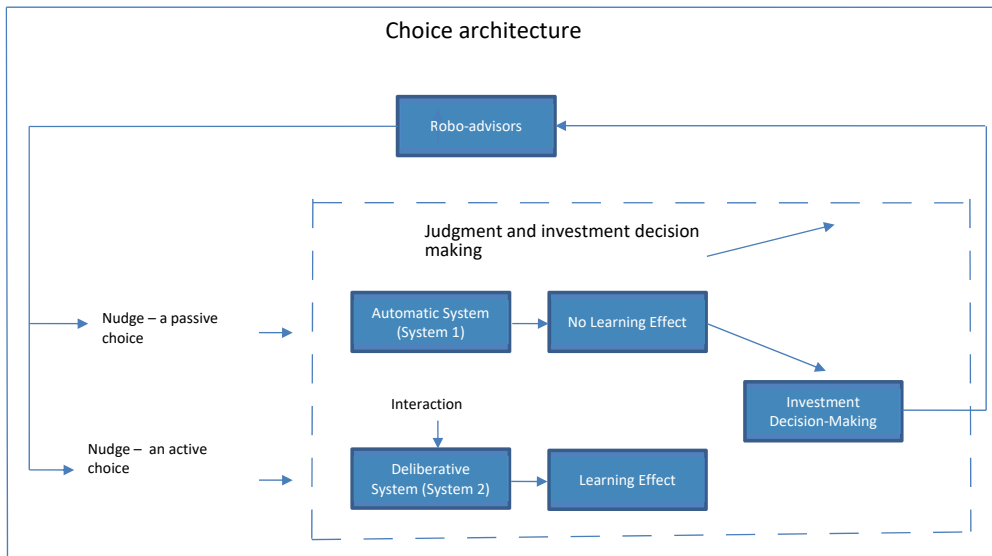 Choice architecture
Robo-advisors
Judgment and investment decision
making
Nudge – a passive
choice
Automatic System
(System 1)
No Learning Effect
Interaction
Investment
Decision-Making
Nudge –  an active
choice
Deliberative
System (System 2)
Learning Effect